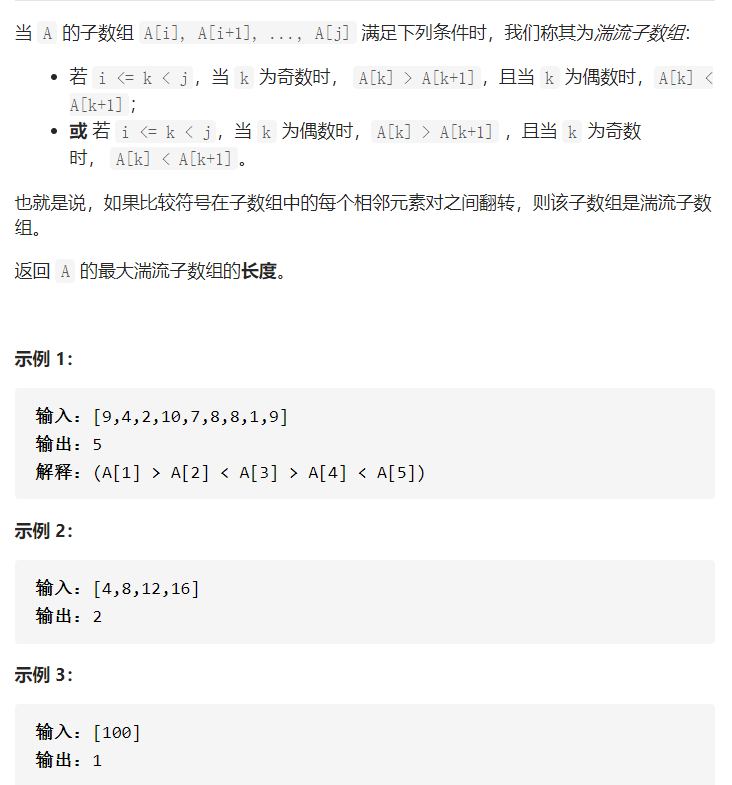 当 A 的子数组 A[i], A[i+1], ..., A[j] 满足下列条件时，我们称其为湍流子数组：
若 i <= k < j，当 k 为奇数时， A[k] > A[k+1]，且当 k 为偶数时，A[k] <
A[k+1]；
或 若 i <= k < j，当 k 为偶数时，A[k] > A[k+1] ，且当 k 为奇数
时， A[k] < A[k+1]。
也就是说，如果比较符号在子数组中的每个相邻元素对之间翻转，则该子数组是湍流子数
组。
返回 A 的最大湍流子数组的长度。
示例 1：
输入：[9,4,2,10,7,8,8,1,9]
输出：5
解释：(A[1] > A[2] < A[3] > A[4] < A[5])
示例 2：
输入：[4,8,12,16]
输出：2
示例 3：
输入：[100]
输出：1